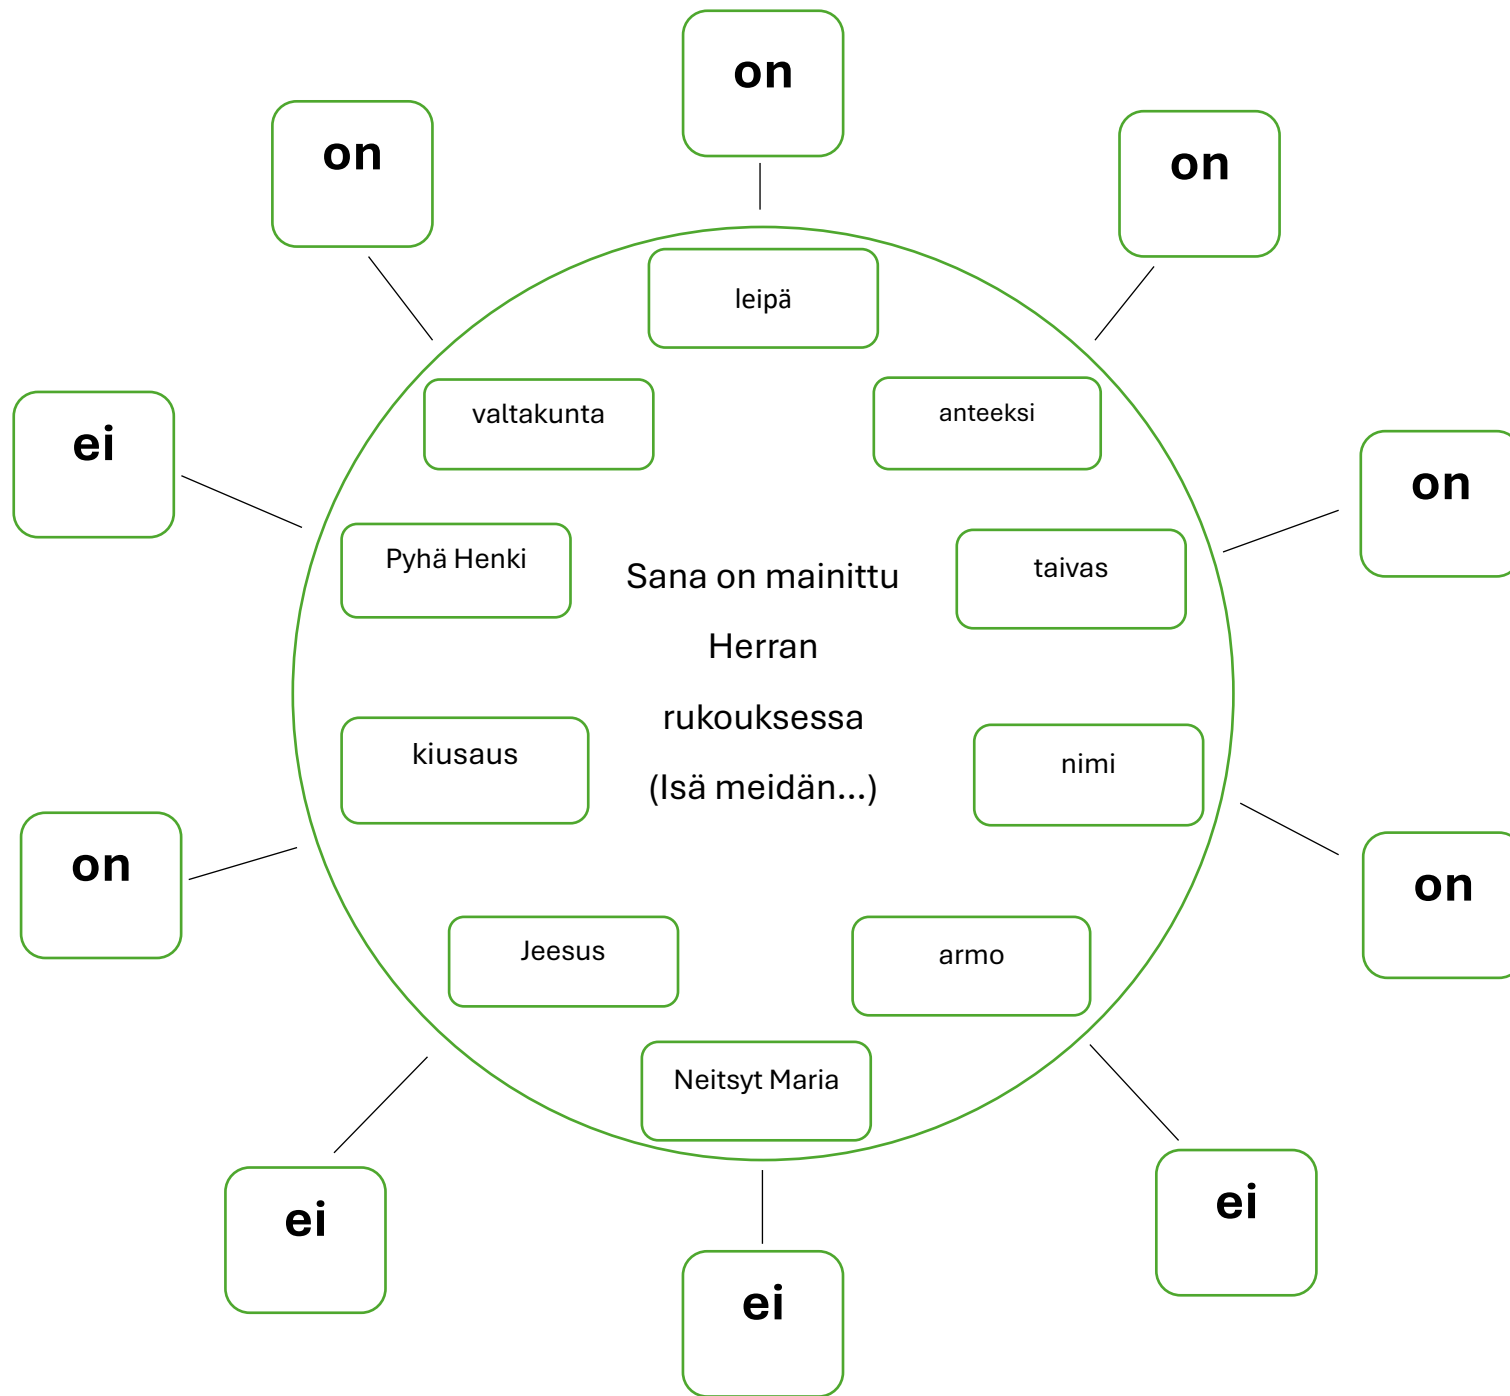 on
on
on
leipä
valtakunta
anteeksi
ei
on
Pyhä Henki
taivas
Sana on mainittu
Herran
rukouksessa
(Isä meidän...)
kiusaus
nimi
on
on
Jeesus
armo
Neitsyt Maria
ei
ei
ei